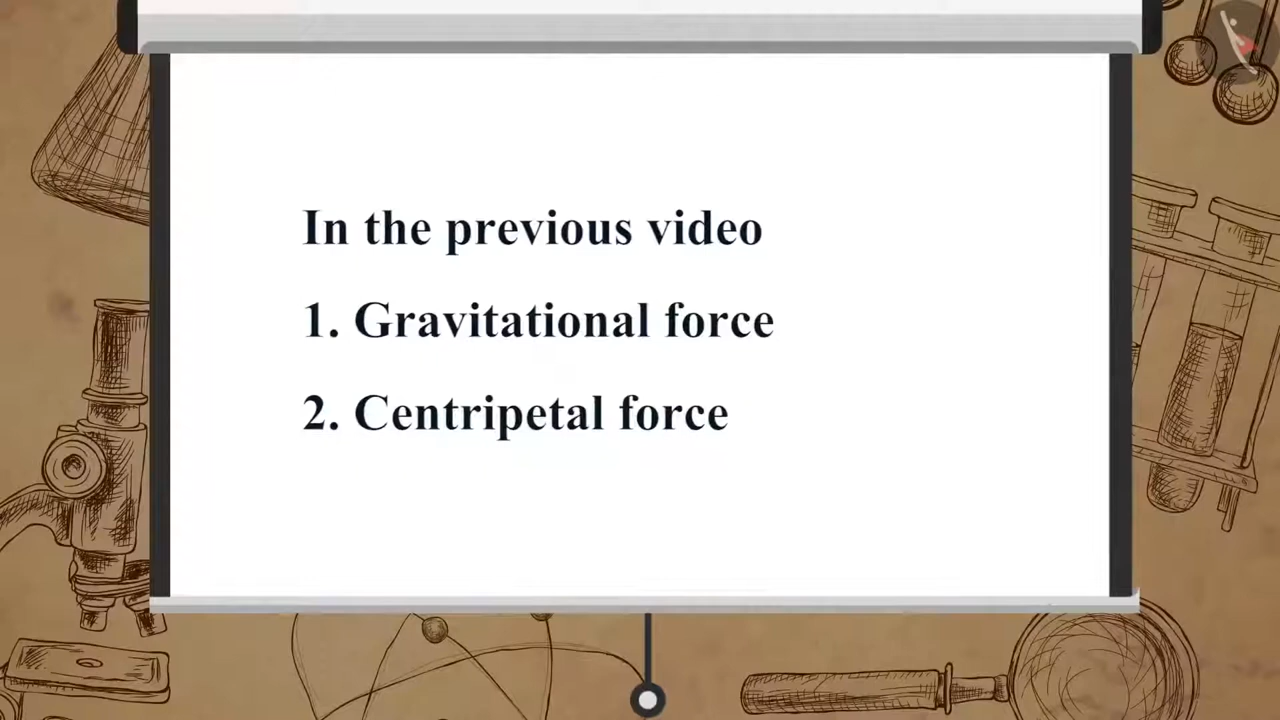 In the previous video
1. Gravitational force
2. Centripetal force